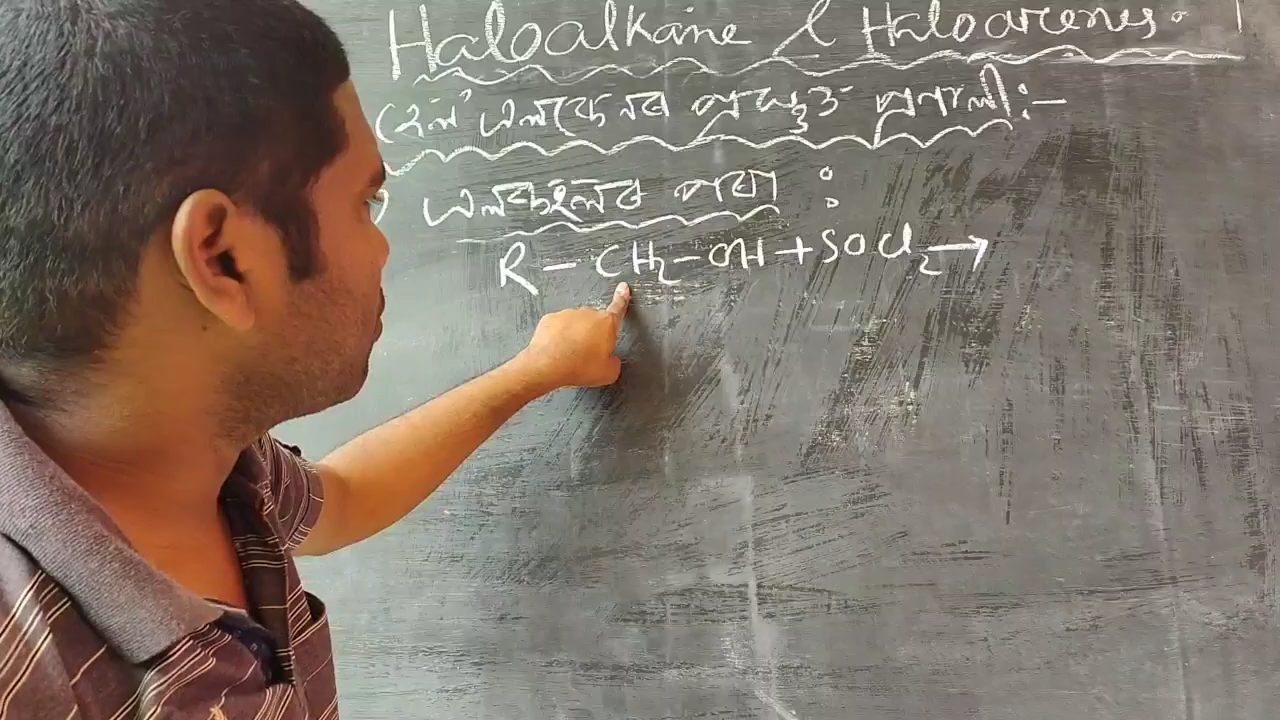 Haloalkane & Haloarenes.
হেল' এলকেনৰ প্ৰস্তুত প্ৰণালী :-
) এলকহলৰ পৰা :
R - CH₂ - OH + SOCl₂ →